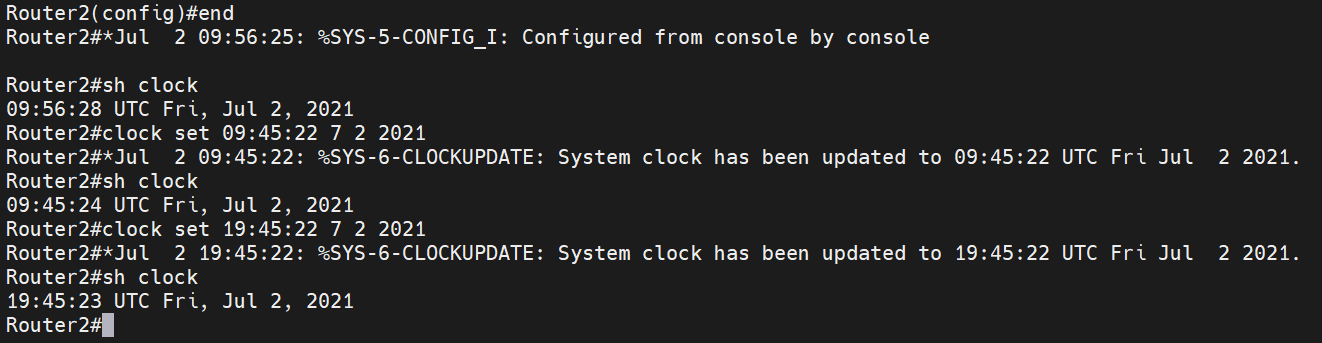 Router2(config)#end
Router2#*Jul  2 09:56:25: %SYS-5-CONFIG_I: Configured from console by console

Router2#sh clock
09:56:28 UTC Fri, Jul 2, 2021
Router2#clock set 09:45:22 7 2 2021
Router2#*Jul  2 09:45:22: %SYS-6-CLOCKUPDATE: System clock has been updated to 09:45:22 UTC Fri Jul  2 2021.
Router2#sh clock
09:45:24 UTC Fri, Jul 2, 2021
Router2#clock set 19:45:22 7 2 2021
Router2#*Jul  2 19:45:22: %SYS-6-CLOCKUPDATE: System clock has been updated to 19:45:22 UTC Fri Jul  2 2021.
Router2#sh clock
19:45:23 UTC Fri, Jul 2, 2021
Router2#